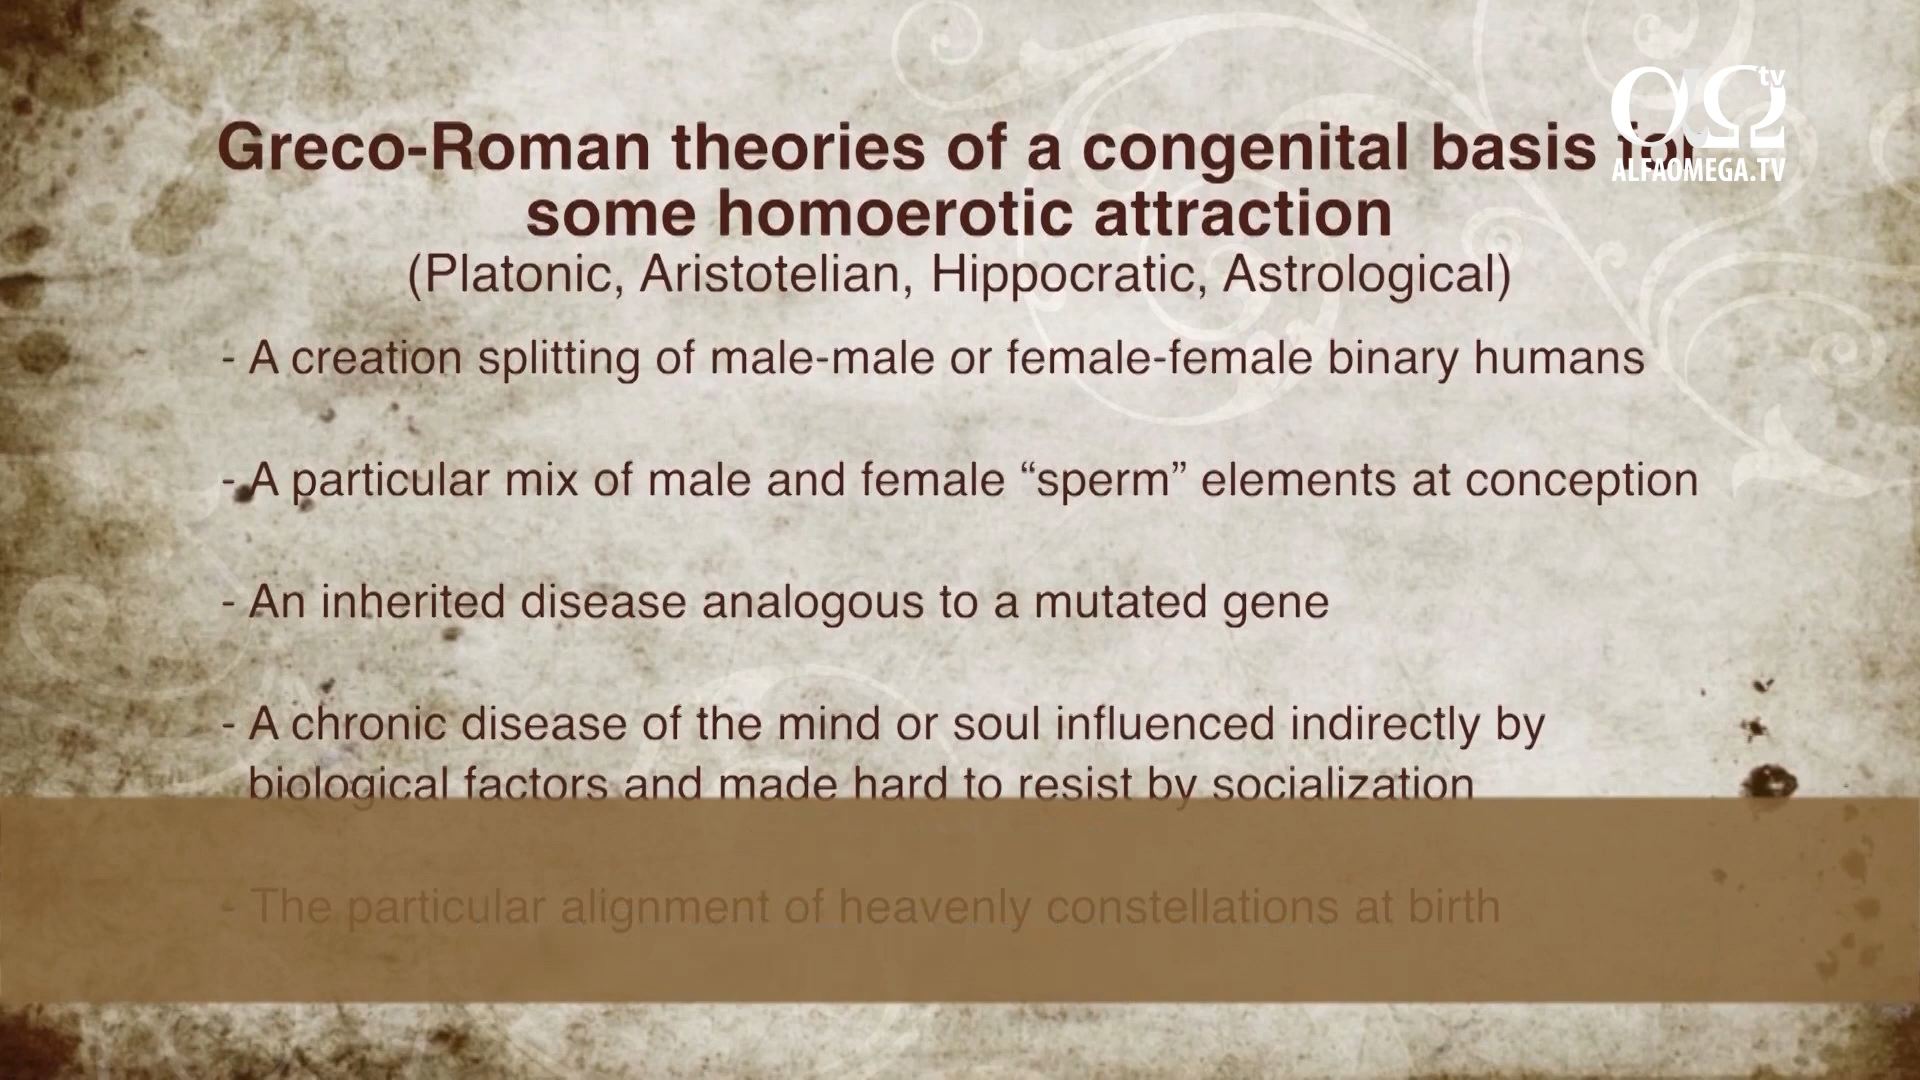 Greco-Roman theories of a congenital basis for
some homoerotic attraction
(Platonic, Aristotelian, Hippocratic, Astrological)
- A creation splitting of male-male or female-female binary humans
- A particular mix of male and female “sperm” elements at conception
- An inherited disease analogous to a mutated gene
- A chronic disease of the mind or soul influenced indirectly by
biological factors and made hard to resist by socialization
- The particular alignment of heavenly constellations at birth
αΩ tv
ALFAOMEGA.TV